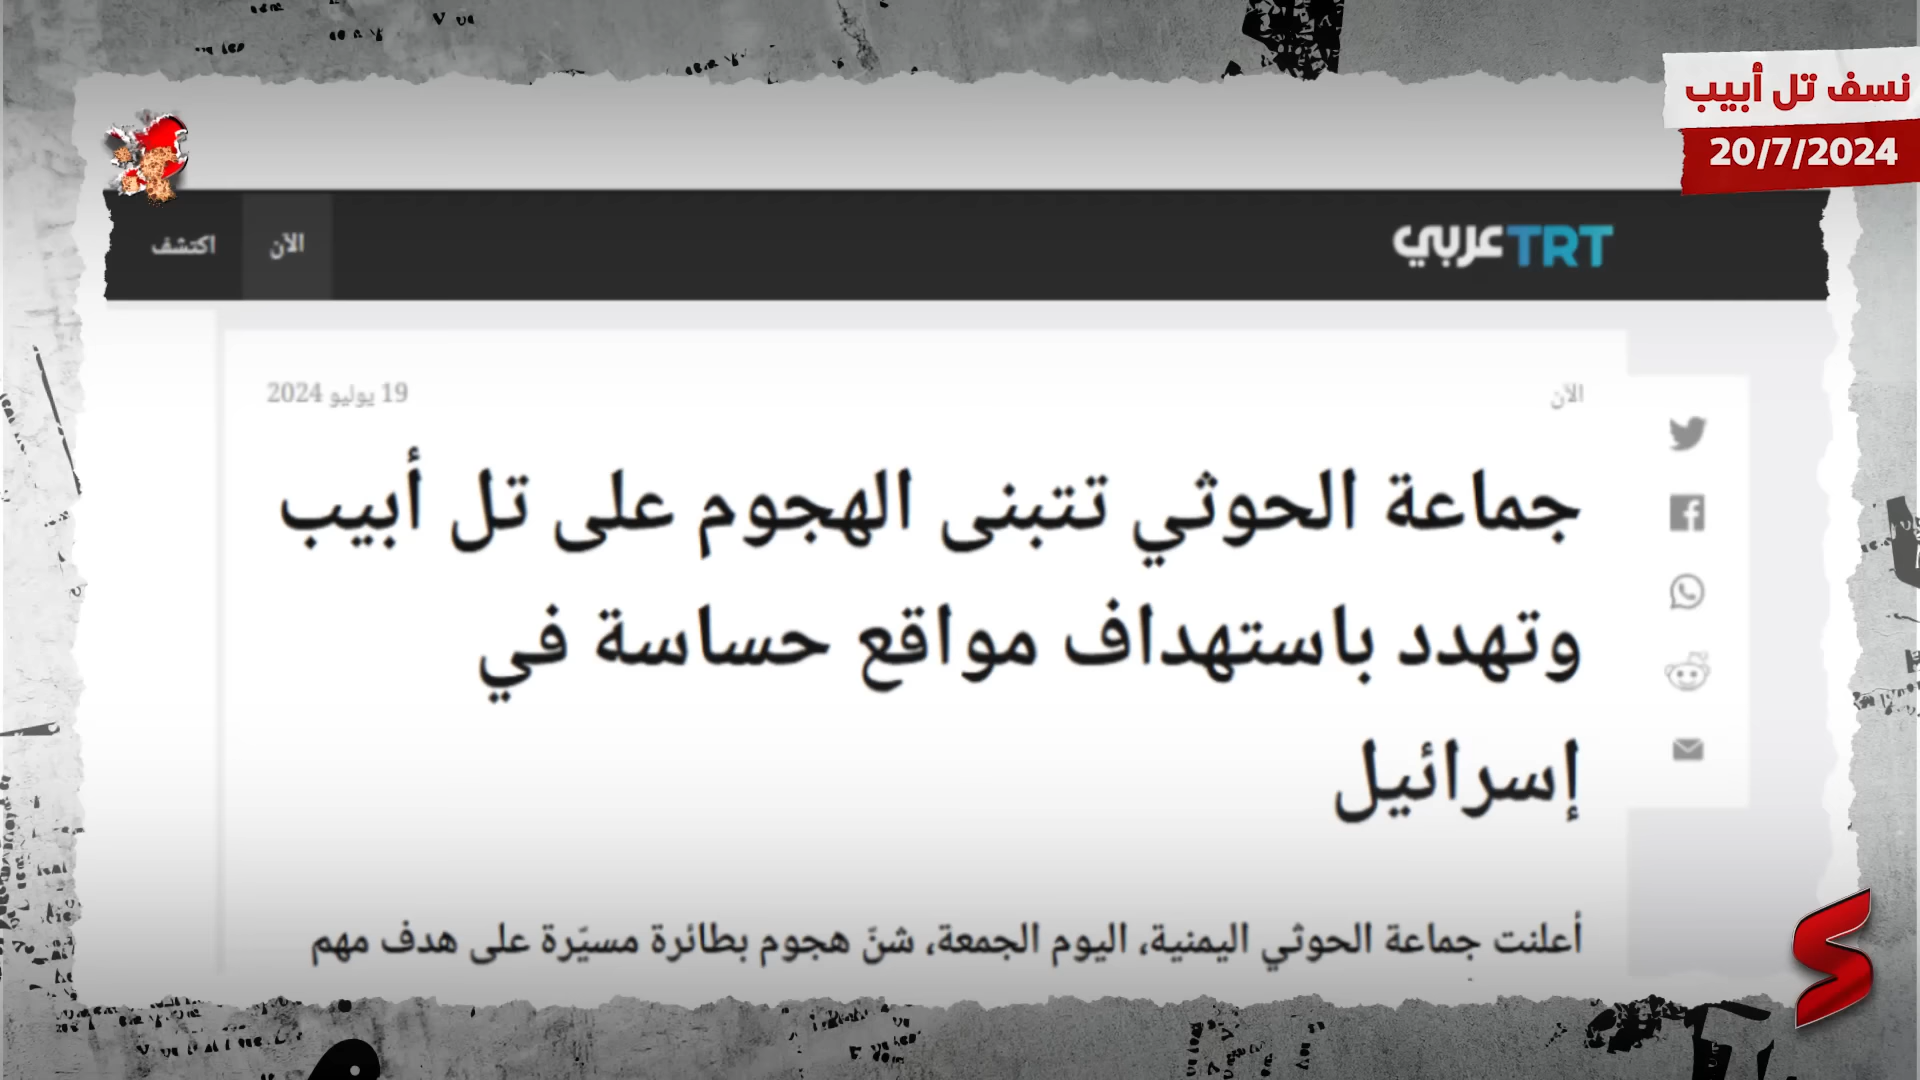 نسف تل أبيب
20/7/2024
TRT عربي
الآن
اكتشف
الآن
19 يوليو 2024
جماعة الحوثي تتبنى الهجوم على تل أبيب
وتهدد باستهداف مواقع حساسة في
إسرائيل
أعلنت جماعة الحوثي اليمنية، اليوم الجمعة، شنّ هجوم بطائرة مسيّرة على هدف مهم